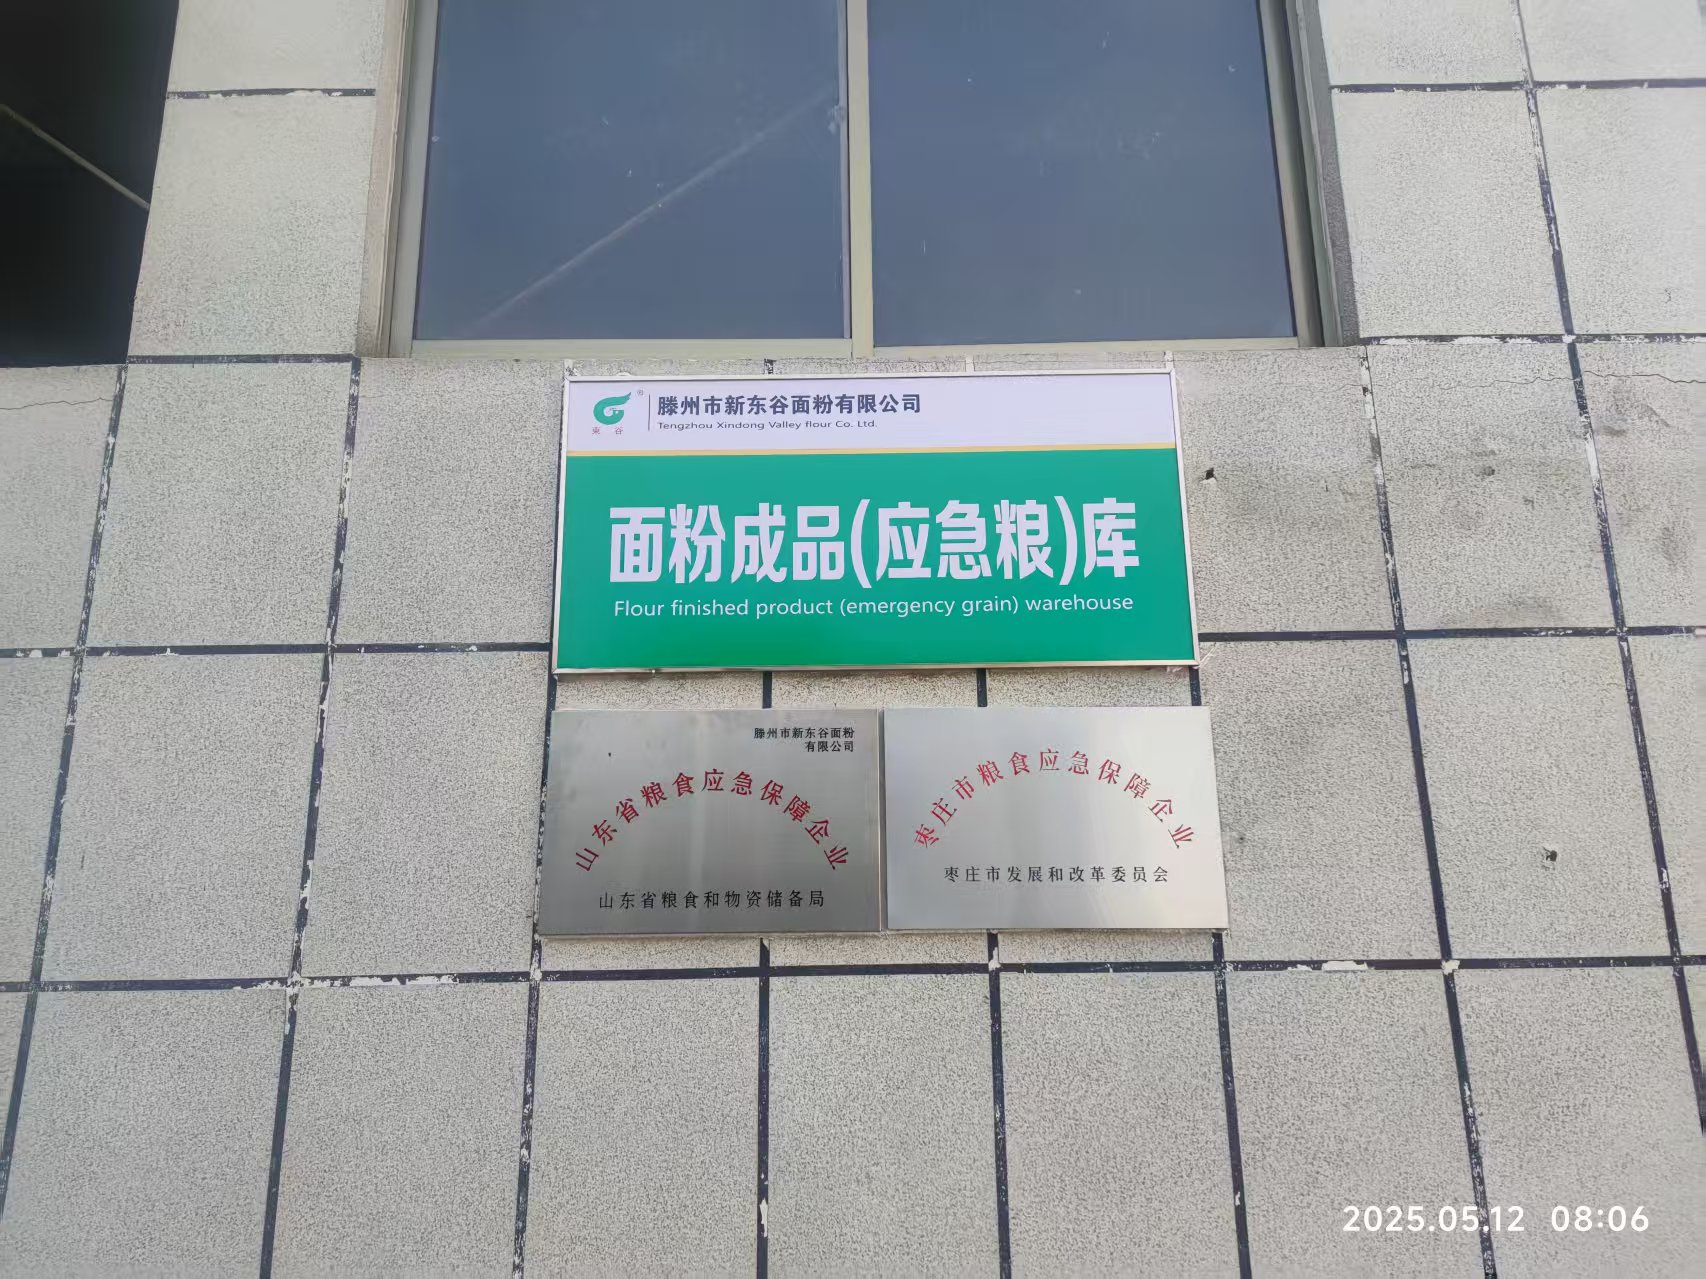 東谷
®
滕州市新东谷面粉有限公司
Tengzhou Xindong Valley flour Co. Ltd.
面粉成品(应急粮)库
Flour finished product (emergency grain) warehouse
滕州市新东谷面粉
有限公司
山东省粮食应急保障企业
山东省粮食和物资储备局
枣庄市粮食应急保障企业
枣庄市发展和改革委员会
2025.05.12 08:06